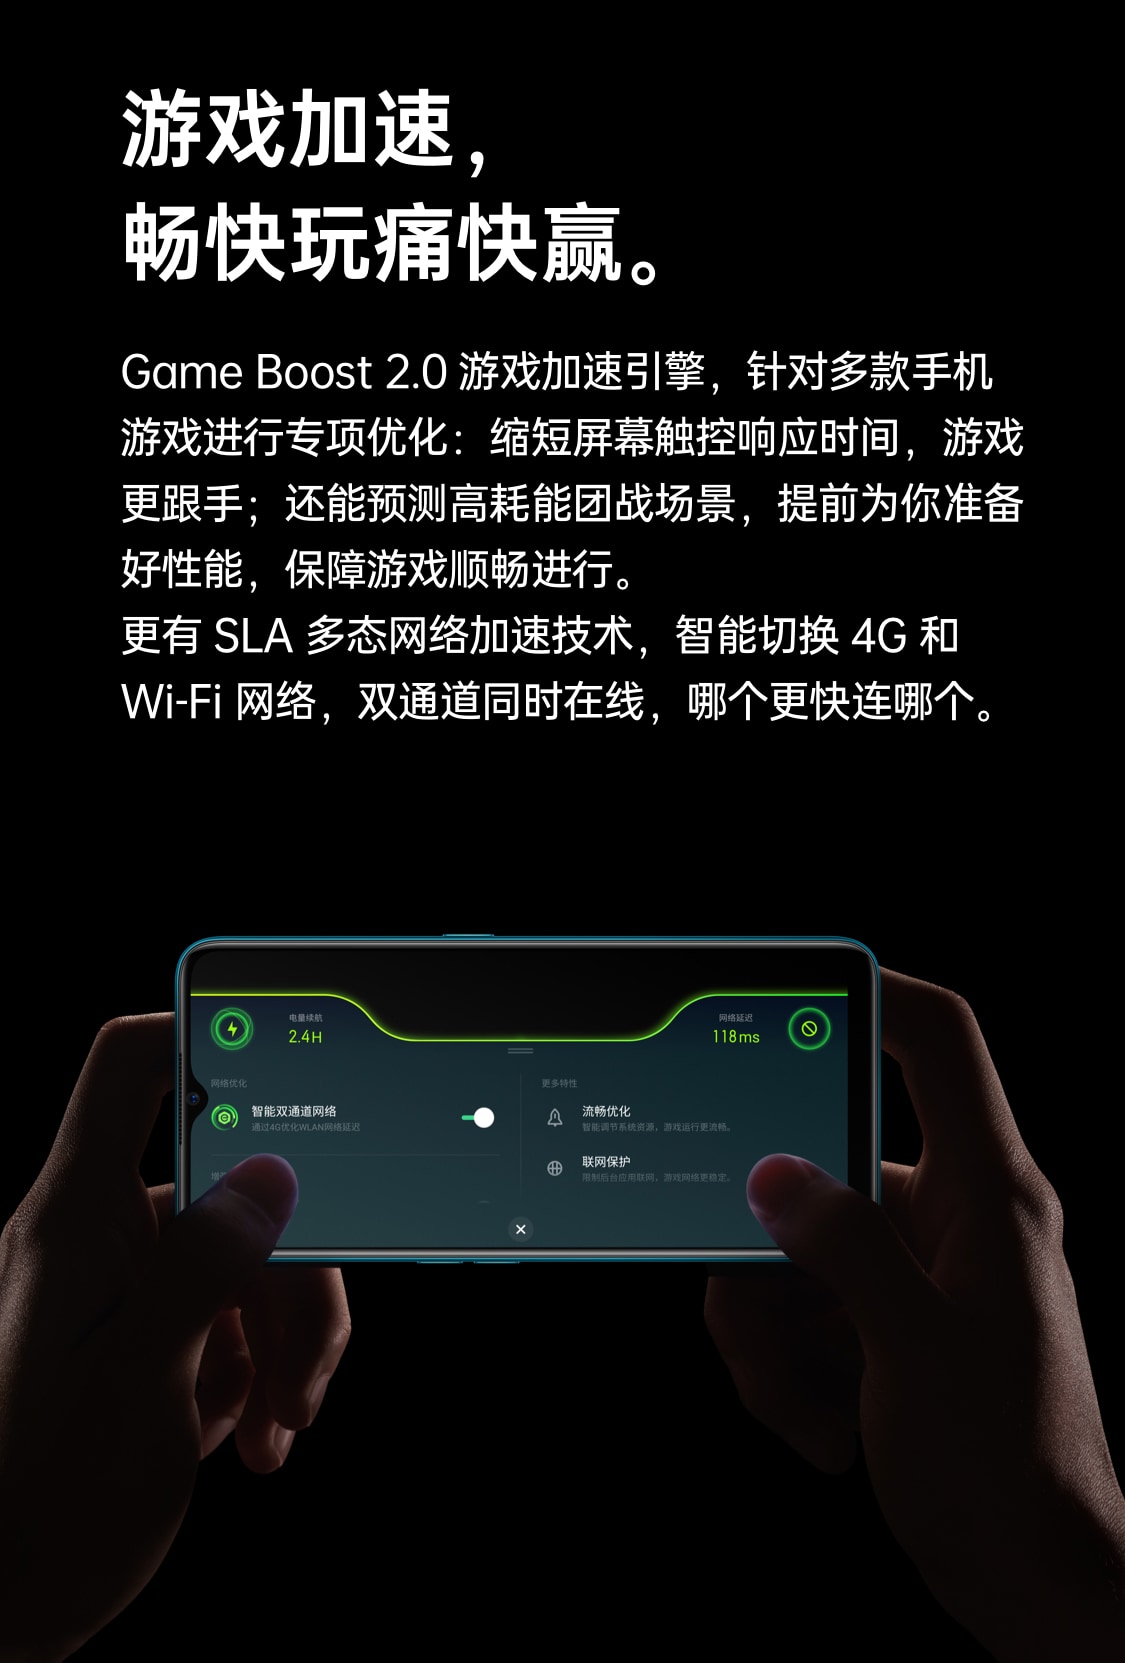 游戏加速，
畅快玩痛快赢。
Game Boost 2.0 游戏加速引擎，针对多款手机
游戏进行专项优化：缩短屏幕触控响应时间，游戏
更跟手；还能预测高耗能团战场景，提前为你准备
好性能，保障游戏顺畅进行。
更有 SLA 多态网络加速技术，智能切换 4G 和
Wi-Fi 网络，双通道同时在线，哪个更快连哪个。
电量续航
2.4H
网络延迟
118ms
网络优化
智能双通道网络
通过4G优化WLAN网络延迟
更多特性
流畅优化
智能调节系统资源，游戏运行更流畅。
联网保护
限制后台应用联网，游戏网络更稳定。